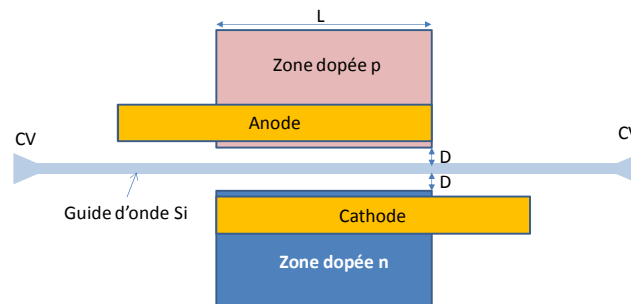 L
Zone dopée p
Anode
CV
CV
D
D
Guide d'onde Si
Cathode
Zone dopée n